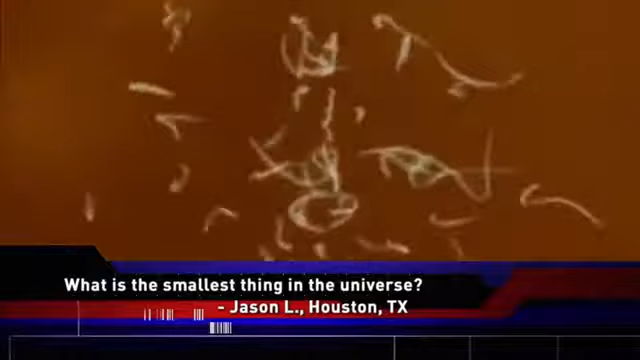 What is the smallest thing in the universe?
- Jason L., Houston, TX